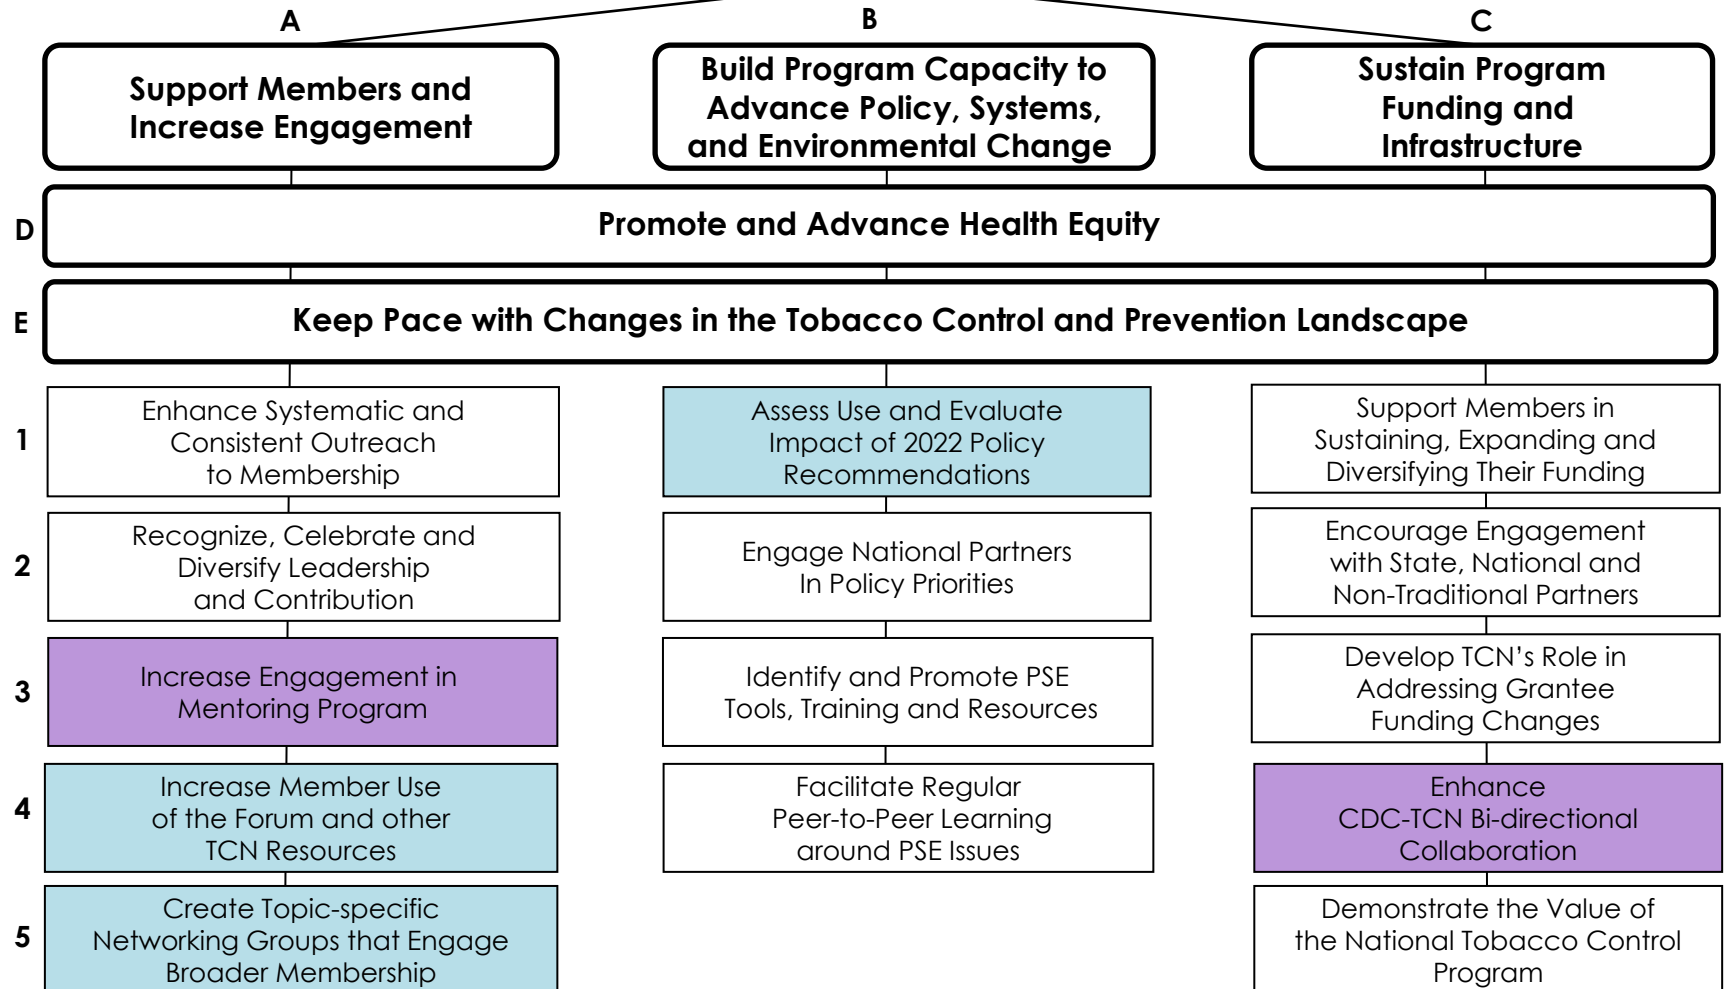 A
B
C
Support Members and
Increase Engagement
Build Program Capacity to
Advance Policy, Systems,
and Environmental Change
Sustain Program
Funding and
Infrastructure
D
Promote and Advance Health Equity
E
Keep Pace with Changes in the Tobacco Control and Prevention Landscape
1
Enhance Systematic and
Consistent Outreach
to Membership
Assess Use and Evaluate
Impact of 2022 Policy
Recommendations
Support Members in
Sustaining, Expanding and
Diversifying Their Funding
2
Recognize, Celebrate and
Diversify Leadership
and Contribution
Engage National Partners
In Policy Priorities
Encourage Engagement
with State, National and
Non-Traditional Partners
3
Increase Engagement in
Mentoring Program
Identify and Promote PSE
Tools, Training and Resources
Develop TCN’s Role in
Addressing Grantee
Funding Changes
4
Increase Member Use
of the Forum and other
TCN Resources
Facilitate Regular
Peer-to-Peer Learning
around PSE Issues
Enhance
CDC-TCN Bi-directional
Collaboration
5
Create Topic-specific
Networking Groups that Engage
Broader Membership
Demonstrate the Value of
the National Tobacco Control
Program